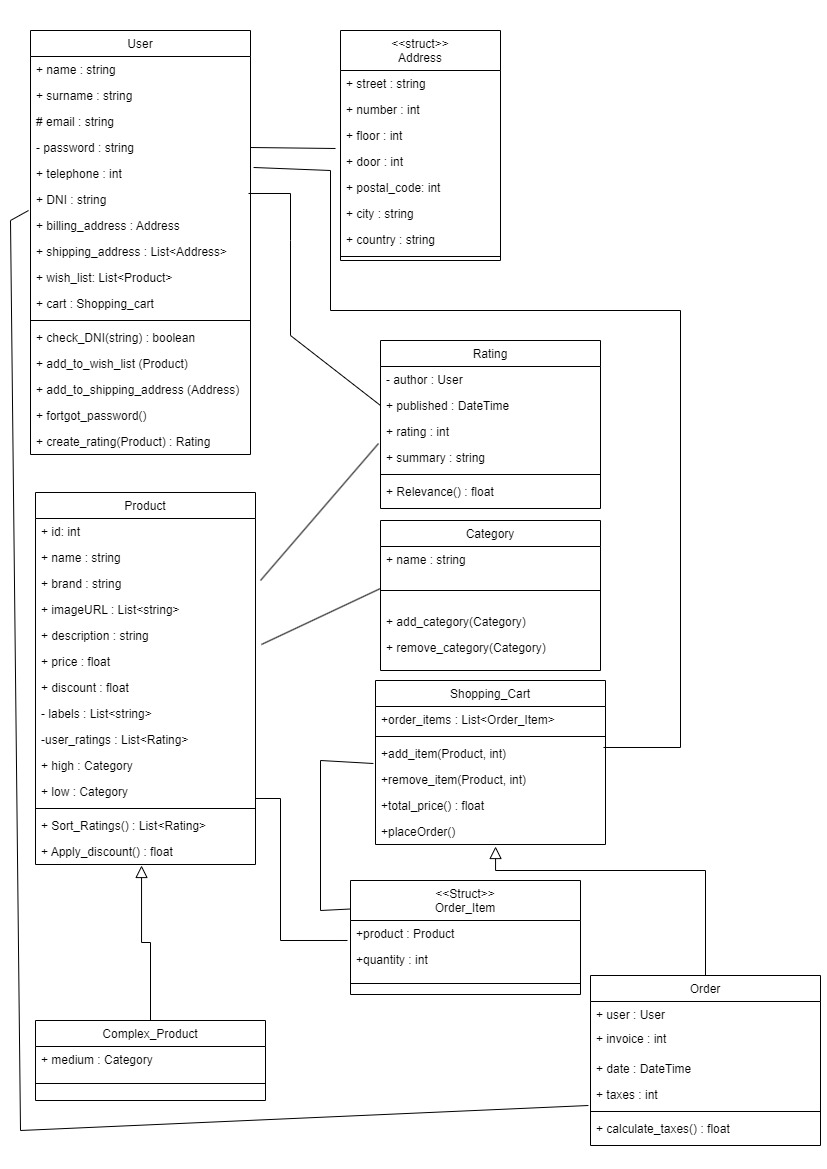 User
+ name : string
+ surname : string
# email : string
- password : string
+ telephone : int
+ DNI : string
+ billing_address : Address
+ shipping_address : List<Address>
+ wish_list: List<Product>
+ cart : Shopping_cart
+ check_DNI(string) : boolean
+ add_to_wish_list (Product)
+ add_to_shipping_address (Address)
+ fortgot_password()
+ create_rating(Product) : Rating
<<struct>>
Address
+ street : string
+ number : int
+ floor : int
+ door : int
+ postal_code: int
+ city : string
+ country : string
Rating
- author : User
+ published : DateTime
+ rating : int
+ summary : string
+ Relevance() : float
Product
+ id: int
+ name : string
+ brand : string
+ imageURL : List<string>
+ description : string
+ price : float
+ discount : float
- labels : List<string>
-user_ratings : List<Rating>
+ high : Category
+ low : Category
+ Sort_Ratings() : List<Rating>
+ Apply_discount() : float
Category
+ name : string
+ add_category(Category)
+ remove_category(Category)
Shopping_Cart
+order_items : List<Order_Item>
+add_item(Product, int)
+remove_item(Product, int)
+total_price() : float
+placeOrder()
<<Struct>>
Order_Item
+product : Product
+quantity : int
Order
+ user : User
+ invoice : int
+ date : DateTime
+ taxes : int
+ calculate_taxes() : float
Complex_Product
+ medium : Category